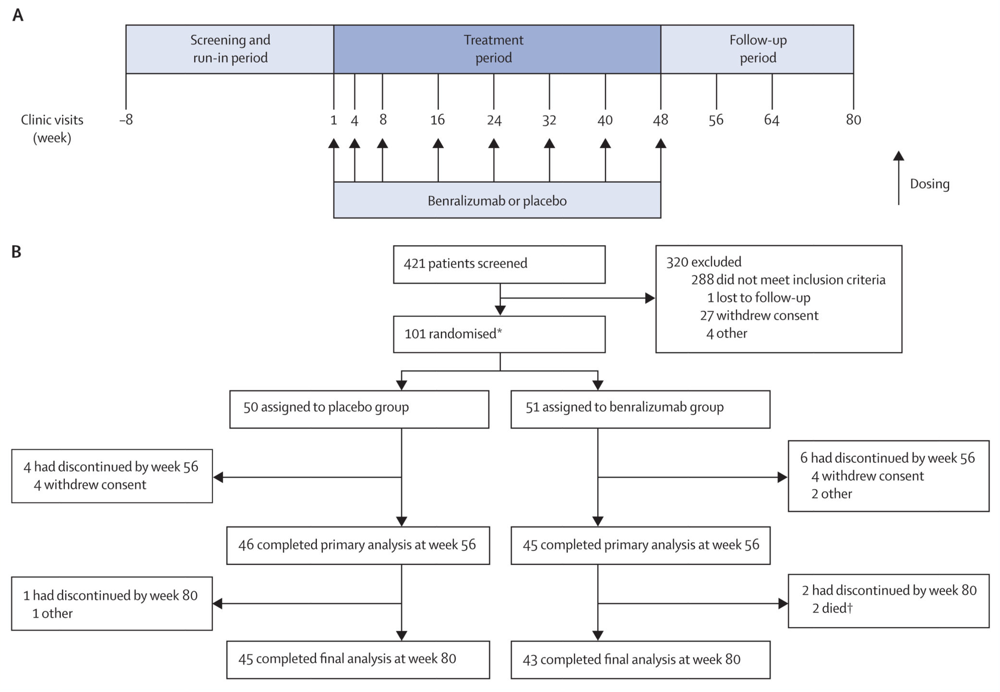 A
Screening and
run-in period
Treatment
period
Follow-up
period
Clinic visits
(week)
–8 1 4 8 16 24 32 40 48 56 64 80
Benralizumab or placebo
Dosing
B
421 patients screened
320 excluded
288 did not meet inclusion criteria
1 lost to follow-up
27 withdrew consent
4 other
101 randomised*
50 assigned to placebo group
51 assigned to benralizumab group
4 had discontinued by week 56
4 withdrew consent
6 had discontinued by week 56
4 withdrew consent
2 other
46 completed primary analysis at week 56
45 completed primary analysis at week 56
1 had discontinued by week 80
1 other
2 had discontinued by week 80
2 died†
45 completed final analysis at week 80
43 completed final analysis at week 80